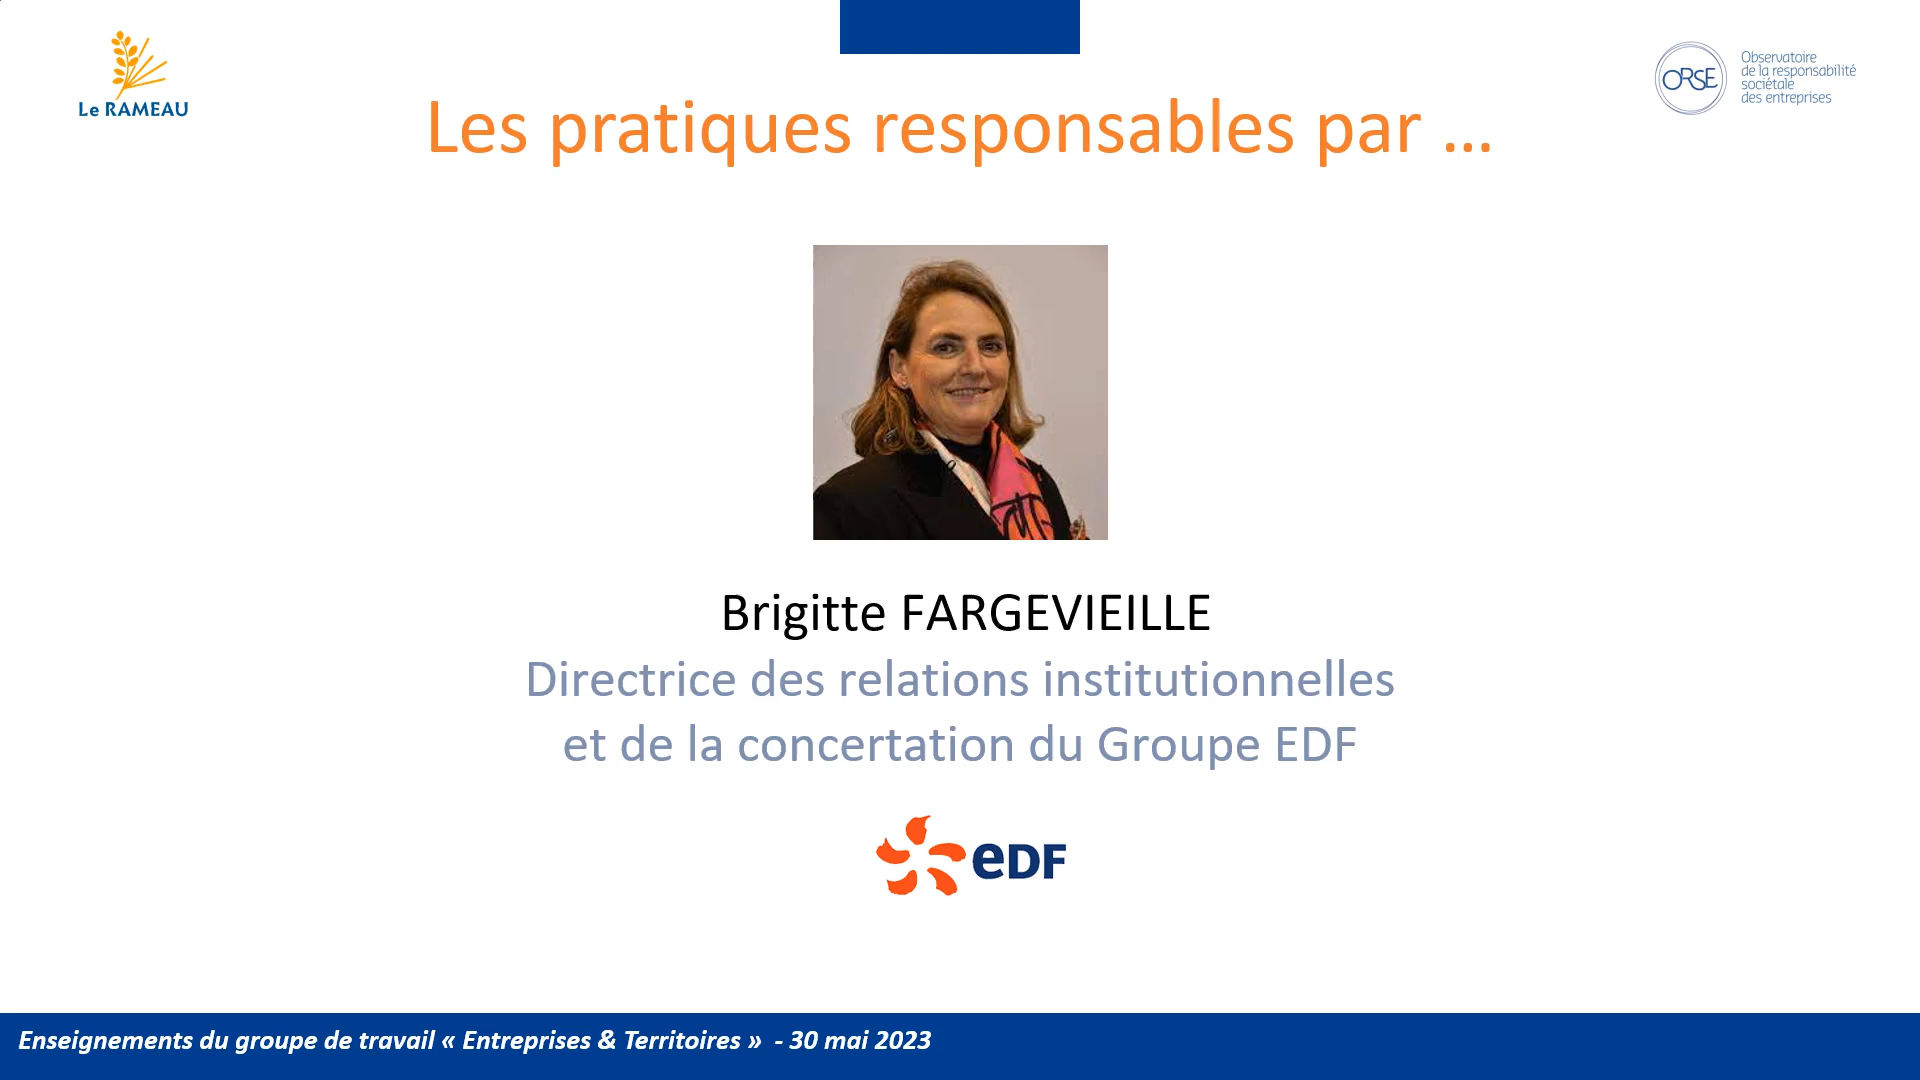 Le RAMEAU
ORSE
Observatoire
de la responsabilité
sociétale
des entreprises
Les pratiques responsables par ...
Brigitte FARGEVIEILLE
Directrice des relations institutionnelles
et de la concertation du Groupe EDF
eDF
Enseignements du groupe de travail « Entreprises & Territoires » - 30 mai 2023